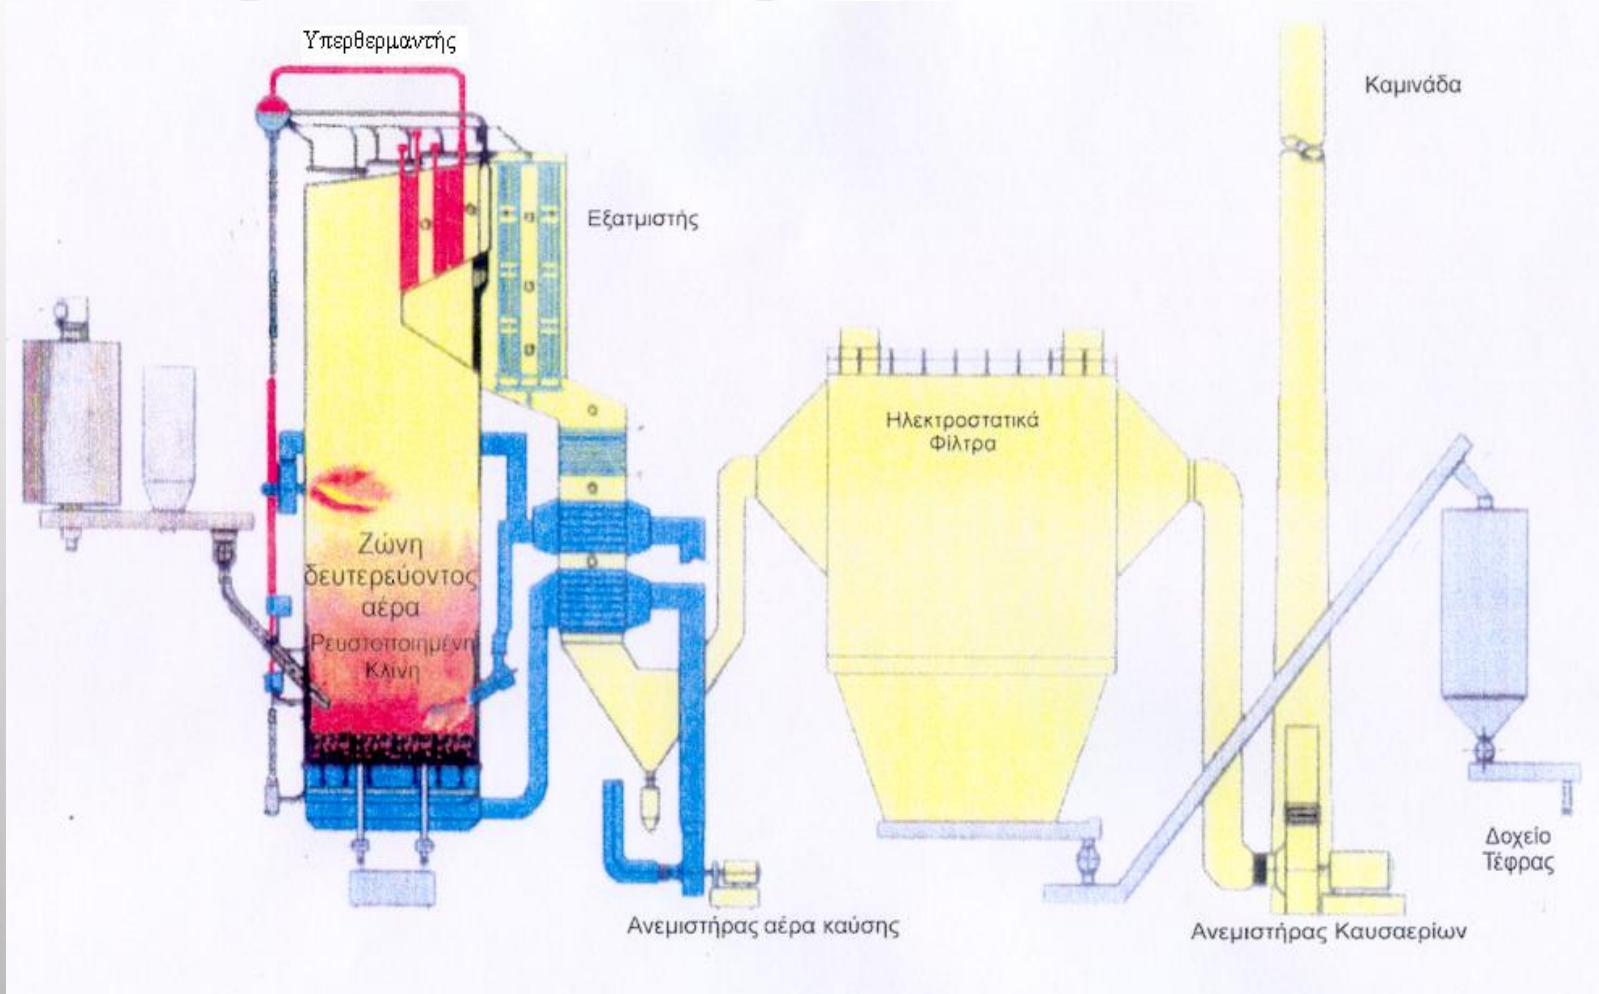 Υπερθερμαντής
Καμινάδα
Εξατμιστής
Ηλεκτροστατικά
Φίλτρα
Ζώνη
δευτερεύοντος
αέρα
Ρευστοποιημένη
Κλίνη
Δοχείο
Τέφρας
Ανεμιστήρας αέρα καύσης
Ανεμιστήρας Καυσαερίων